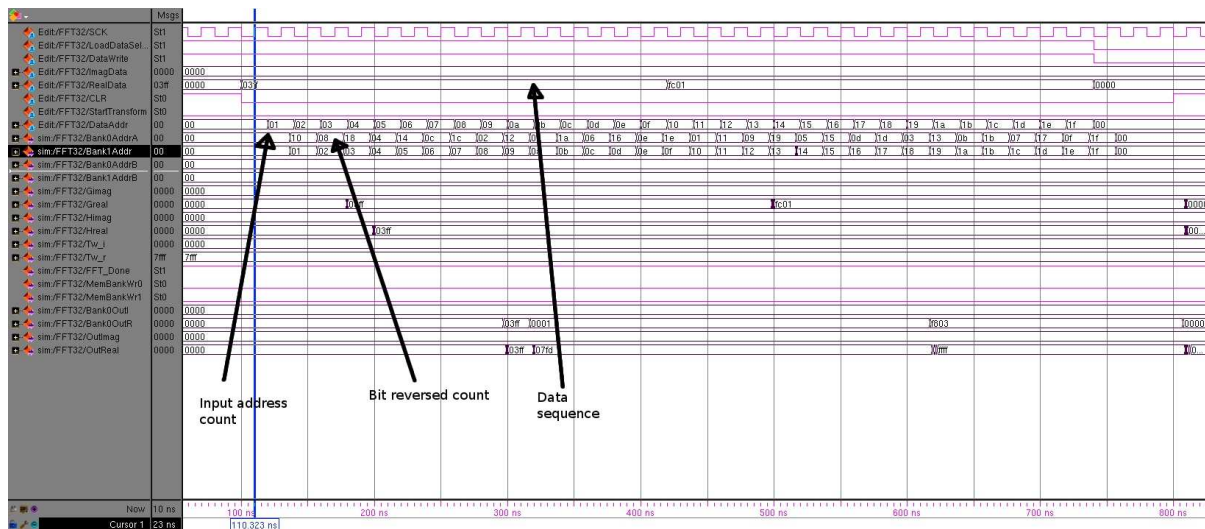 Msgs
Edit:/FFT32/SCK St1
Edit:/FFT32/LoadDataSel... St1
Edit:/FFT32/DataWrite St1
Edit:/FFT32/ImagData 0000 0000
Edit:/FFT32/RealData 03ff 0000 fc01 0000
Edit:/FFT32/CLR St0
Edit:/FFT32/StartTransform St0
Edit:/FFT32/DataAddr 00 00 01 02 03 04 05 06 07 08 09 0a 0b 0c 0d 0e 0f 10 11 12 13 14 15 16 17 18 19 1a 1b 1c 1d 1e 1f 00
sim:/FFT32/Bank0AddrA 00 00 10 08 18 04 14 0c 1c 02 12 1a 06 16 0e 1e 01 11 09 19 05 15 0d 1d 03 13 0b 1b 07 17 0f 1f 00
sim:/FFT32/Bank1Addr 00 00 01 02 03 04 05 06 07 08 09 0b 0c 0d 0e 0f 10 11 12 13 14 15 16 17 18 19 1a 1b 1c 1d 1e 1f 00
sim:/FFT32/Bank0AddrB 00 00
sim:/FFT32/Bank1AddrB 00 00
sim:/FFT32/Gimag 0000 0000
sim:/FFT32/Greal 0000 0000 fc01
sim:/FFT32/Himag 0000 0000
sim:/FFT32/Hreal 0000 0000 03ff 00...
sim:/FFT32/Tw_i 0000 0000
sim:/FFT32/Tw_r 7fff 7fff
sim:/FFT32/FFT_Done St1
sim:/FFT32/MemBankWr0 St0
sim:/FFT32/MemBankWr1 St0
sim:/FFT32/Bank0OutI 0000 0000
sim:/FFT32/Bank0OutR 0000 0000 03ff 0001 f803 0000
sim:/FFT32/OutImag 0000 0000
sim:/FFT32/OutReal 0000 0000 03ff 07fd
Input address
count
Bit reversed count
Data
sequence
Now 10 ns 100 ns 200 ns 300 ns 400 ns 500 ns 600 ns 700 ns 800 ns
Cursor 1 23 ns 110.323 ns